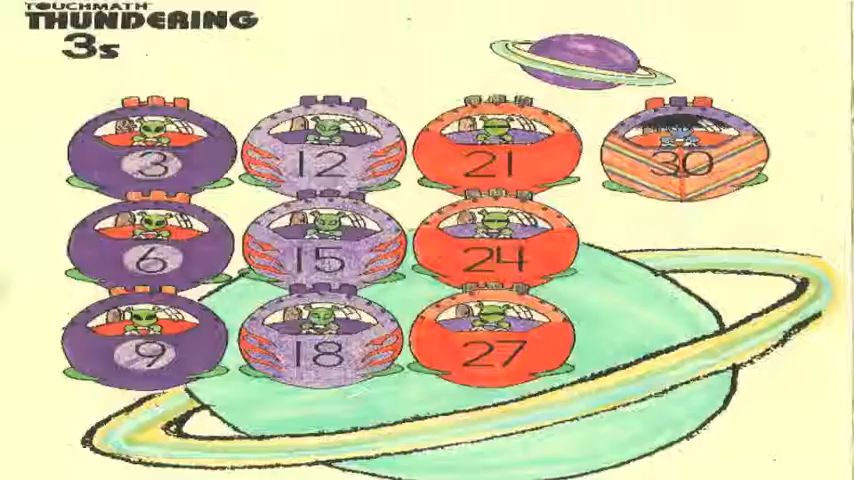 TOUCHMATH
THUNDERING
3s
3 12 21 30
6 15 24
9 18 27